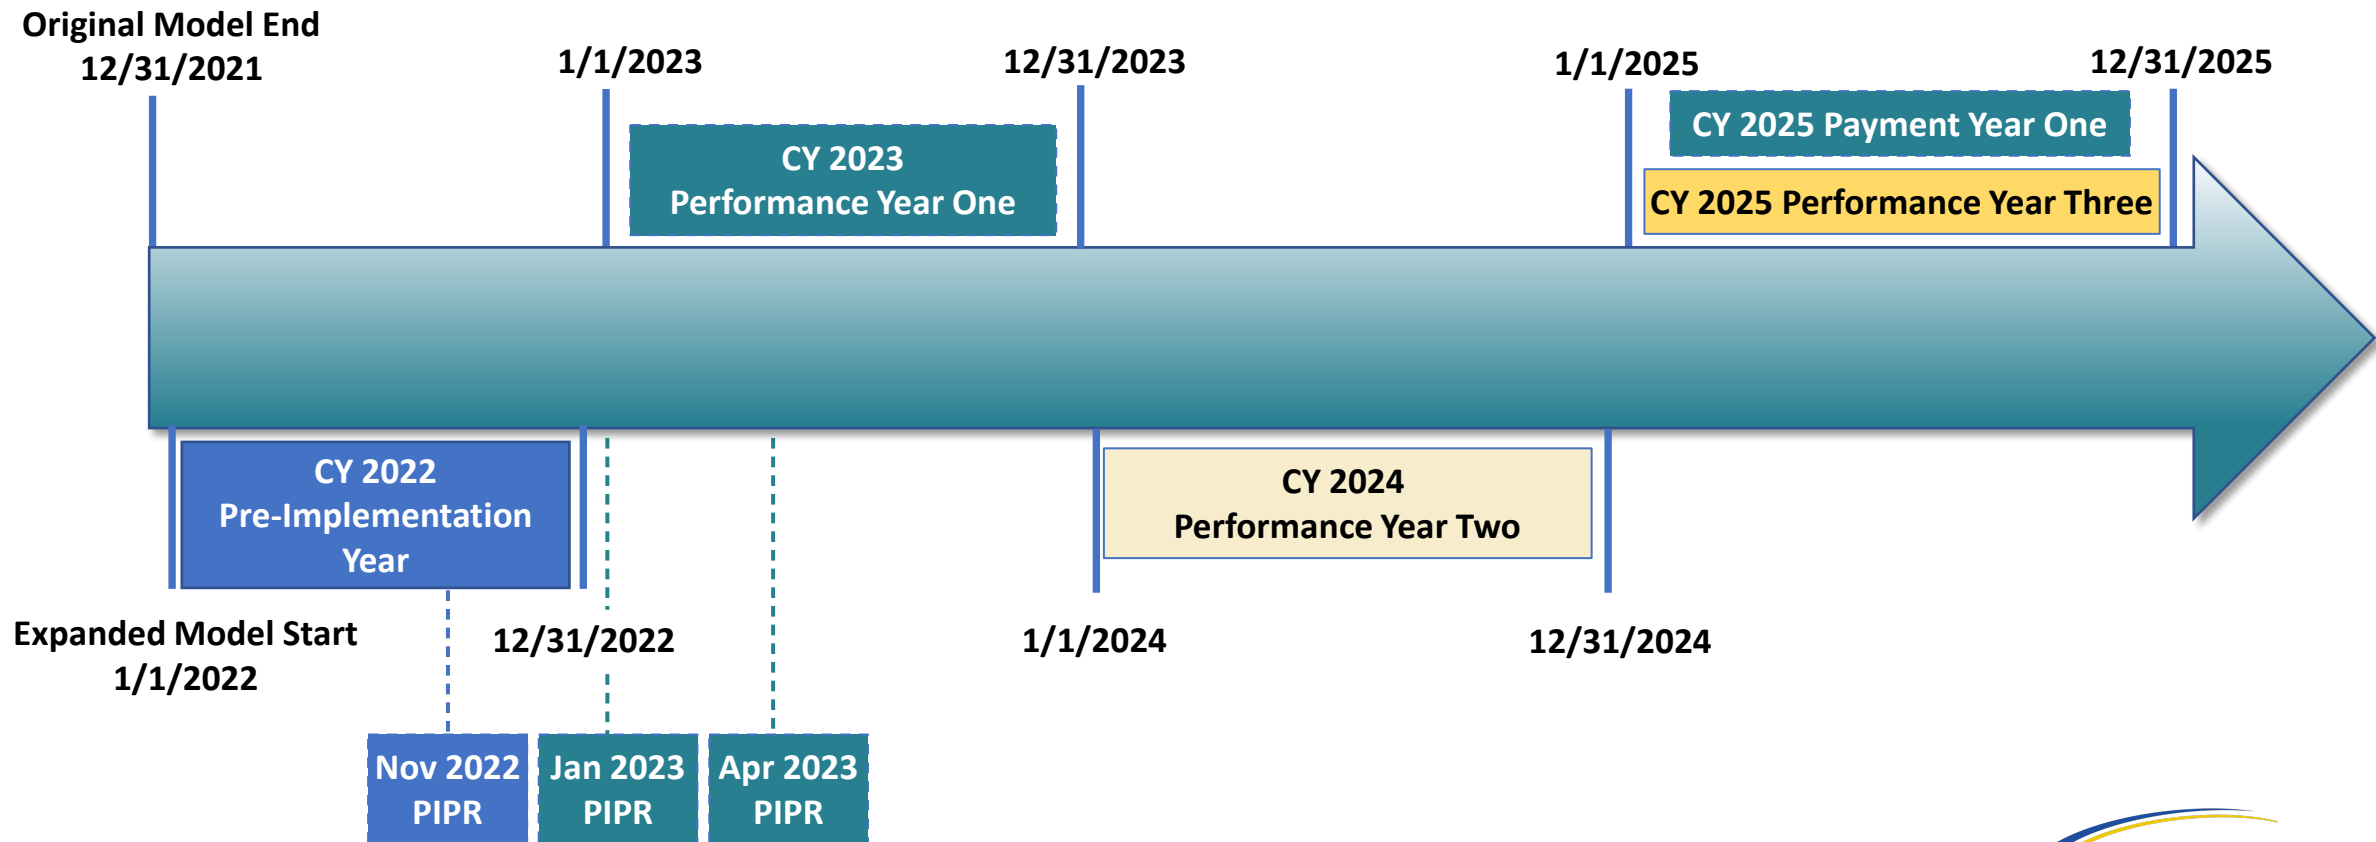 Original Model End
12/31/2021
1/1/2023
12/31/2023
1/1/2025
12/31/2025
CY 2023
Performance Year One
CY 2025 Payment Year One
CY 2025 Performance Year Three
CY 2022
Pre-Implementation
Year
CY 2024
Performance Year Two
Expanded Model Start
1/1/2022
12/31/2022
1/1/2024
12/31/2024
Nov 2022
PIPR
Jan 2023
PIPR
Apr 2023
PIPR